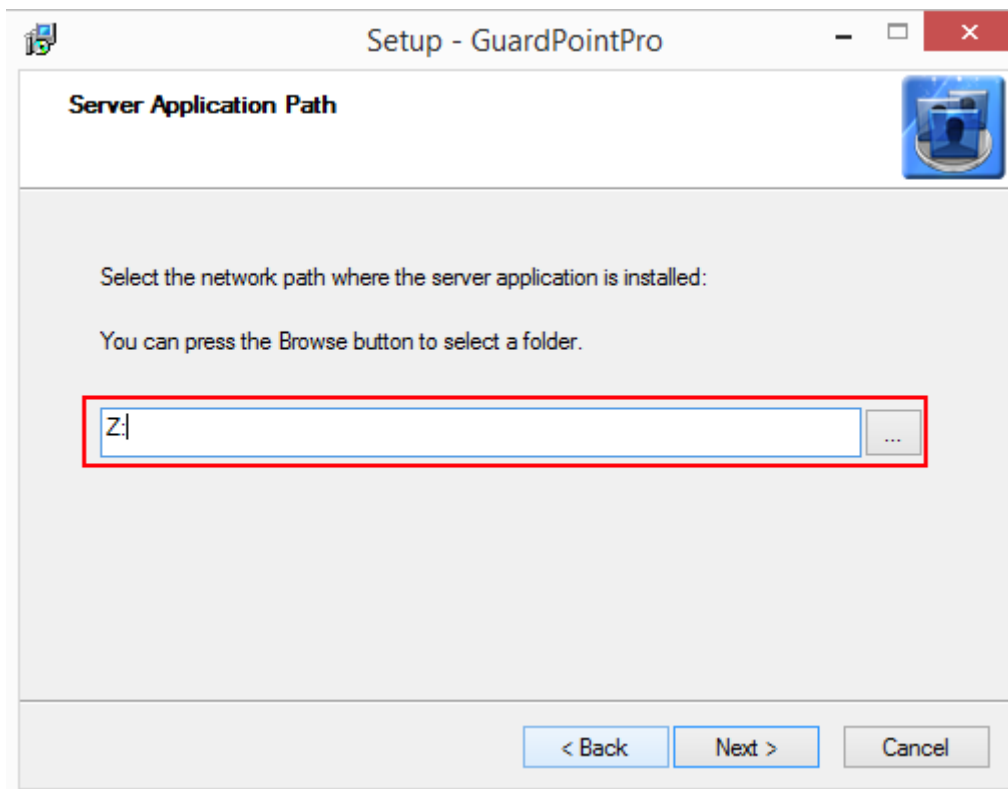 Setup - GuardPointPro
Server Application Path
Select the network path where the server application is installed:
You can press the Browse button to select a folder.
Z:
...
< Back
Next >
Cancel